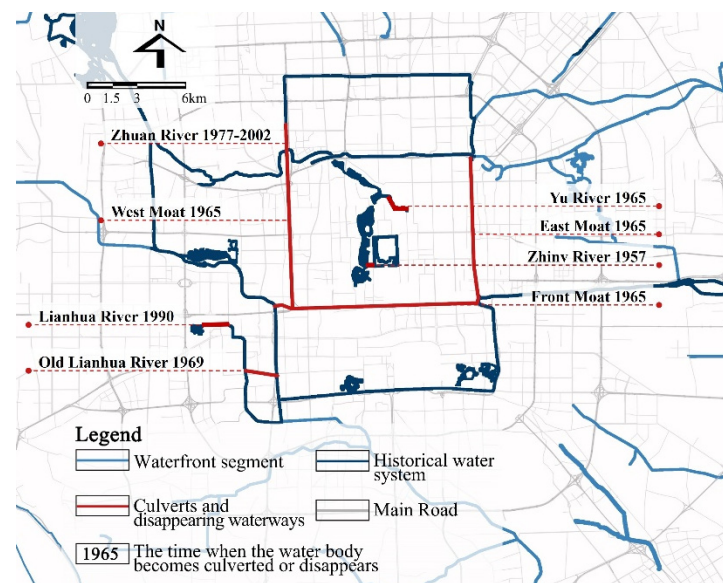 N
0 1.5 3 6km
Zhuan River 1977-2002
West Moat 1965
Yu River 1965
East Moat 1965
Zhinv River 1957
Front Moat 1965
Lianhua River 1990
Old Lianhua River 1969
Legend
Waterfront segment
Historical water
system
Culverts and
disappearing waterways
Main Road
1965 The time when the water body
becomes culverted or disappears